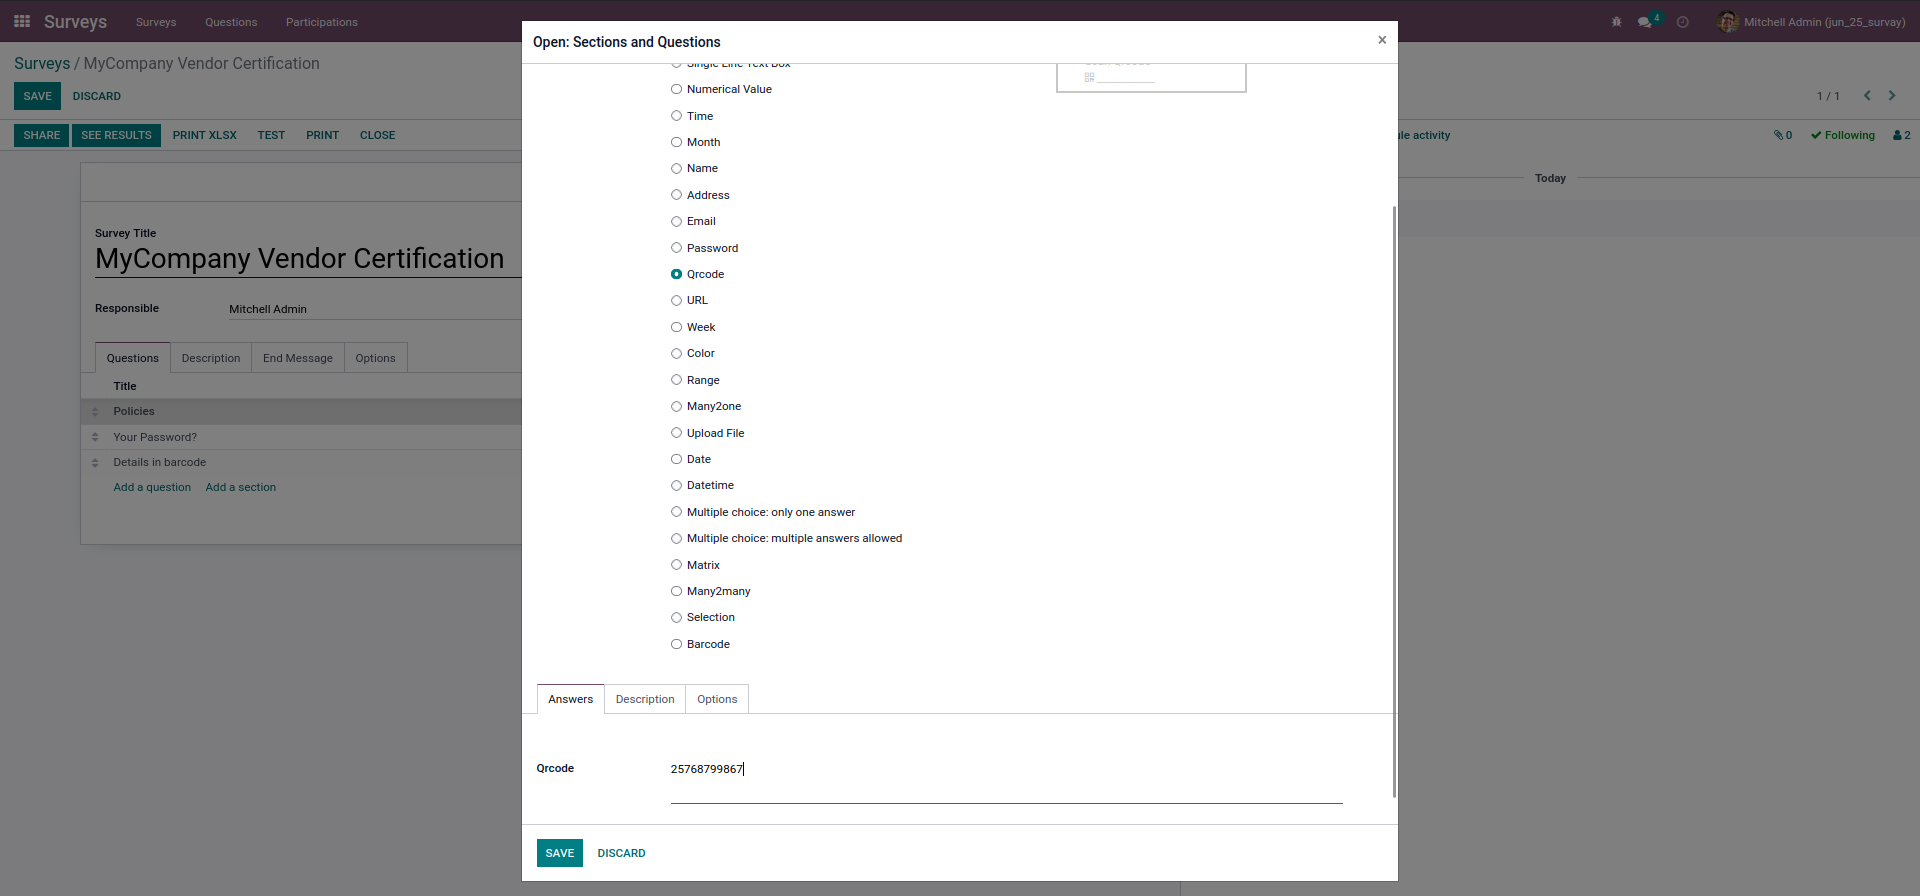 Surveys Surveys Questions Participations 4 Mitchell Admin (jun_25_survay)
Surveys / MyCompany Vendor Certification
SAVE DISCARD 1 / 1
SHARE SEE RESULTS PRINT XLSX TEST PRINT CLOSE ule activity 0 Following 2
Today
Survey Title
MyCompany Vendor Certification
Responsible Mitchell Admin
Questions Description End Message Options
Title
Policies
Your Password?
Details in barcode
Add a question Add a section
Open: Sections and Questions ×
Single Line Text Box
Numerical Value
Time
Month
Name
Address
Email
Password
Qrcode
URL
Week
Color
Range
Many2one
Upload File
Date
Datetime
Multiple choice: only one answer
Multiple choice: multiple answers allowed
Matrix
Many2many
Selection
Barcode
Answers Description Options
Qrcode 25768799867
SAVE DISCARD